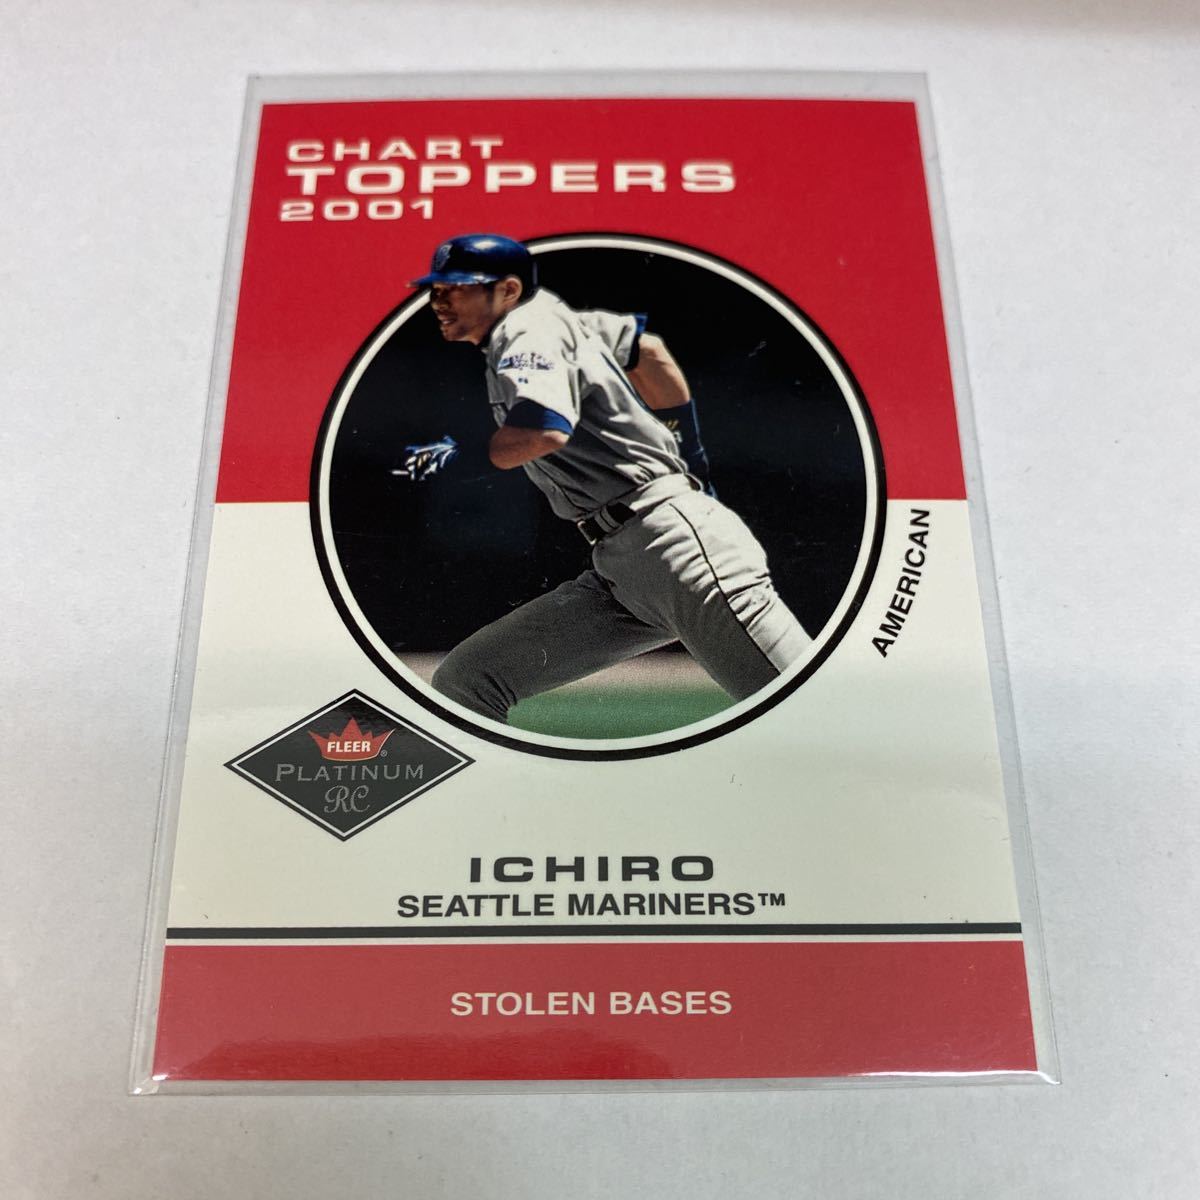 CHART
TOPPERS
2001
AMERICAN
FLEER®
PLATINUM
RC
ICHIRO
SEATTLE MARINERS™
STOLEN BASES